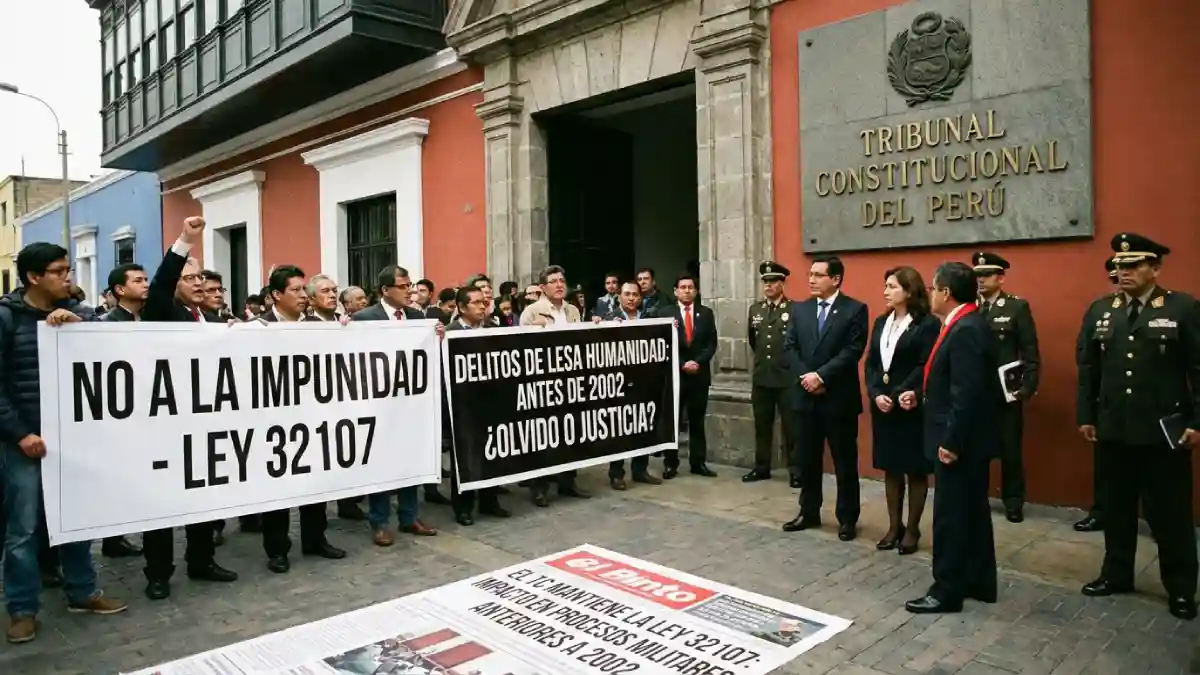 TRIBUNAL
CONSTITUCIONAL
DEL PERÚ
NO A LA IMPUNIDAD
- LEY 32107
DELITOS DE LESA HUMANIDAD:
ANTES DE 2002 -
¿OLVIDO O JUSTICIA?
EL TC MANTIENE LA LEY 32107:
IMPACTO EN PROCESOS MILITARES
ANTERIORES A 2002